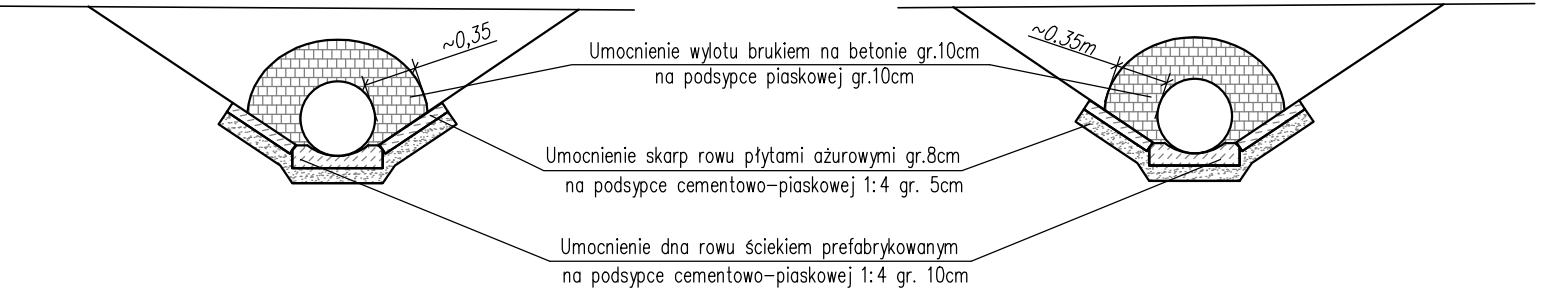 ~0,35
~0.35m
Umocnienie wylotu brukiem na betonie gr.10cm
na podsypce piaskowej gr.10cm
Umocnienie skarp rowu płytami ażurowymi gr.8cm
na podsypce cementowo-piaskowej 1:4 gr. 5cm
Umocnienie dna rowu ściekiem prefabrykowanym
na podsypce cementowo-piaskowej 1:4 gr. 10cm